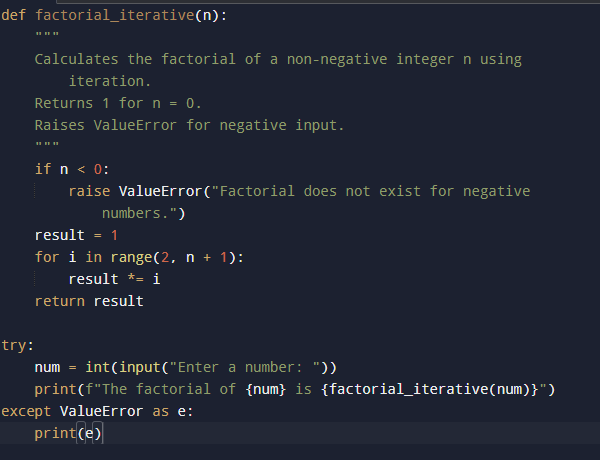 def factorial_iterative(n):
    """
    Calculates the factorial of a non-negative integer n using
        iteration.
    Returns 1 for n = 0.
    Raises ValueError for negative input.
    """
    if n < 0:
        raise ValueError("Factorial does not exist for negative
            numbers.")
    result = 1
    for i in range(2, n + 1):
        result *= i
    return result

try:
    num = int(input("Enter a number: "))
    print(f"The factorial of {num} is {factorial_iterative(num)}")
except ValueError as e:
    print(e)